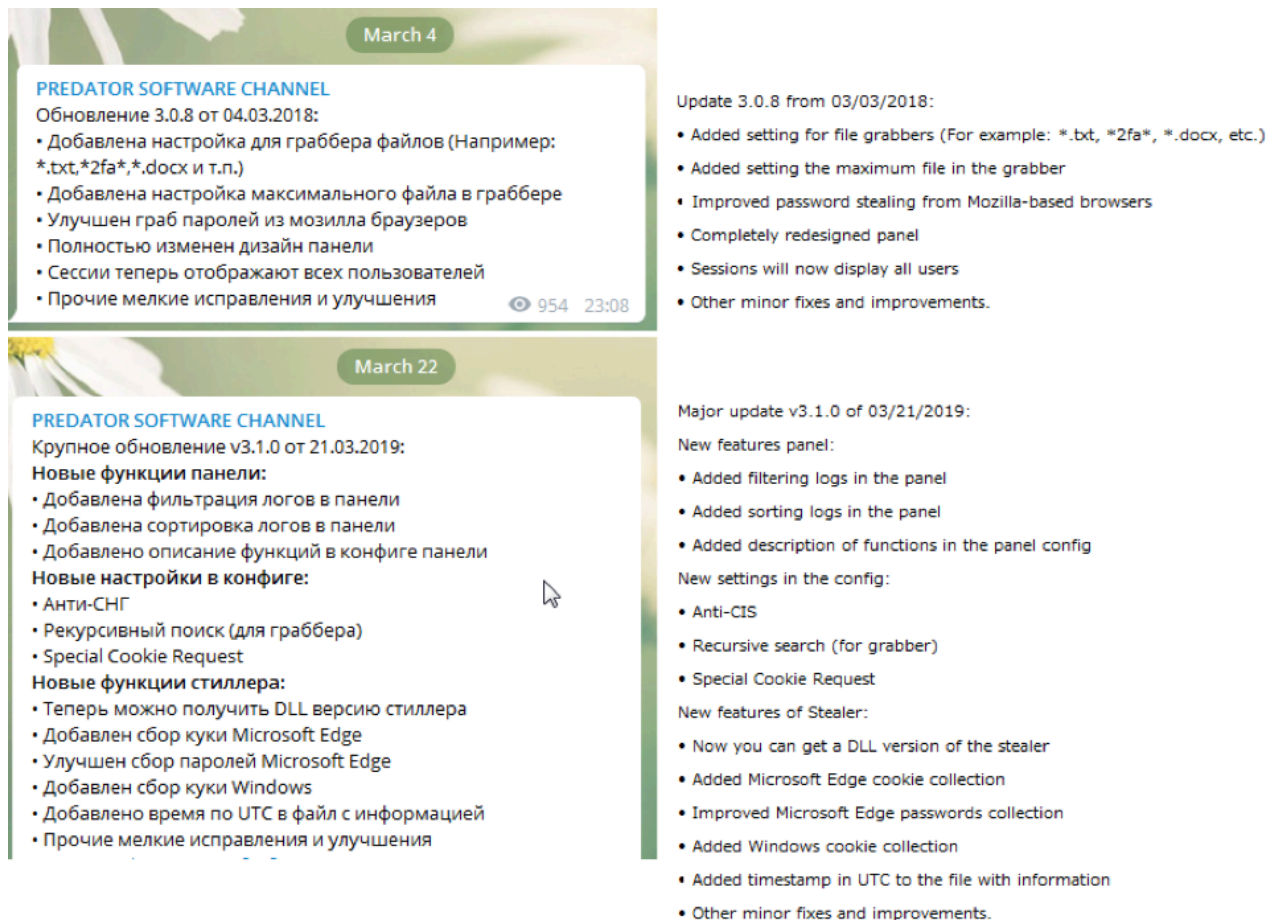 March 4
PREDATOR SOFTWARE CHANNEL
Обновление 3.0.8 от 04.03.2018:
• Добавлена настройка для граббера файлов (Например:
*.txt,*2fa*,*.docx и т.п.)
• Добавлена настройка максимального файла в граббере
• Улучшен граб паролей из мозилла браузеров
• Полностью изменен дизайн панели
• Сессии теперь отображают всех пользователей
• Прочие мелкие исправления и улучшения
954 23:08
Update 3.0.8 from 03/03/2018:
• Added setting for file grabbers (For example: *.txt, *2fa*, *.docx, etc.)
• Added setting the maximum file in the grabber
• Improved password stealing from Mozilla-based browsers
• Completely redesigned panel
• Sessions will now display all users
• Other minor fixes and improvements.
March 22
PREDATOR SOFTWARE CHANNEL
Крупное обновление v3.1.0 от 21.03.2019:
Новые функции панели:
• Добавлена фильтрация логов в панели
• Добавлена сортировка логов в панели
• Добавлено описание функций в конфиге панели
Новые настройки в конфиге:
• Анти-СНГ
• Рекурсивный поиск (для граббера)
• Special Cookie Request
Новые функции стиллера:
• Теперь можно получить DLL версию стиллера
• Добавлен сбор куки Microsoft Edge
• Улучшен сбор паролей Microsoft Edge
• Добавлен сбор куки Windows
• Добавлено время по UTC в файл с информацией
• Прочие мелкие исправления и улучшения
Major update v3.1.0 of 03/21/2019:
New features panel:
• Added filtering logs in the panel
• Added sorting logs in the panel
• Added description of functions in the panel config
New settings in the config:
• Anti-CIS
• Recursive search (for grabber)
• Special Cookie Request
New features of Stealer:
• Now you can get a DLL version of the stealer
• Added Microsoft Edge cookie collection
• Improved Microsoft Edge passwords collection
• Added Windows cookie collection
• Added timestamp in UTC to the file with information
• Other minor fixes and improvements.